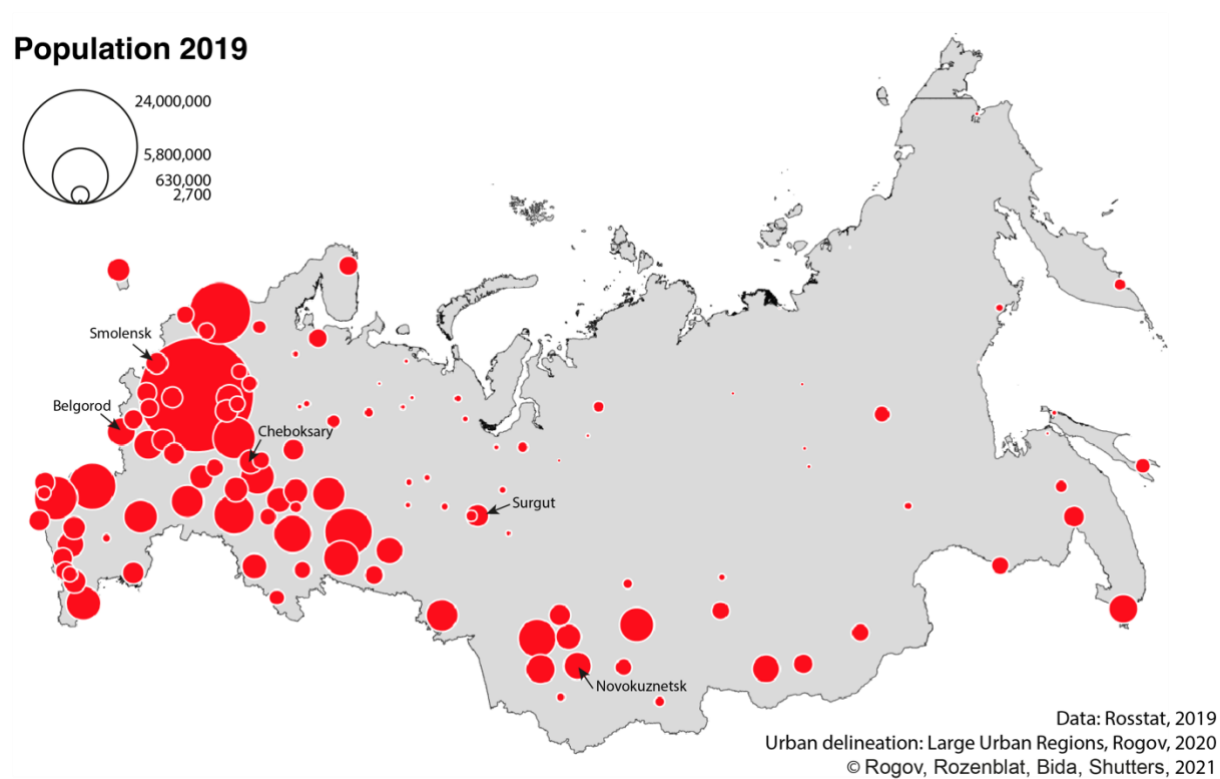 Population 2019
24,000,000
5,800,000
630,000
2,700
Smolensk
Belgorod
Cheboksary
Surgut
Novokuznetsk
Data: Rosstat, 2019
Urban delineation: Large Urban Regions, Rogov, 2020
© Rogov, Rozenblat, Bida, Shutters, 2021